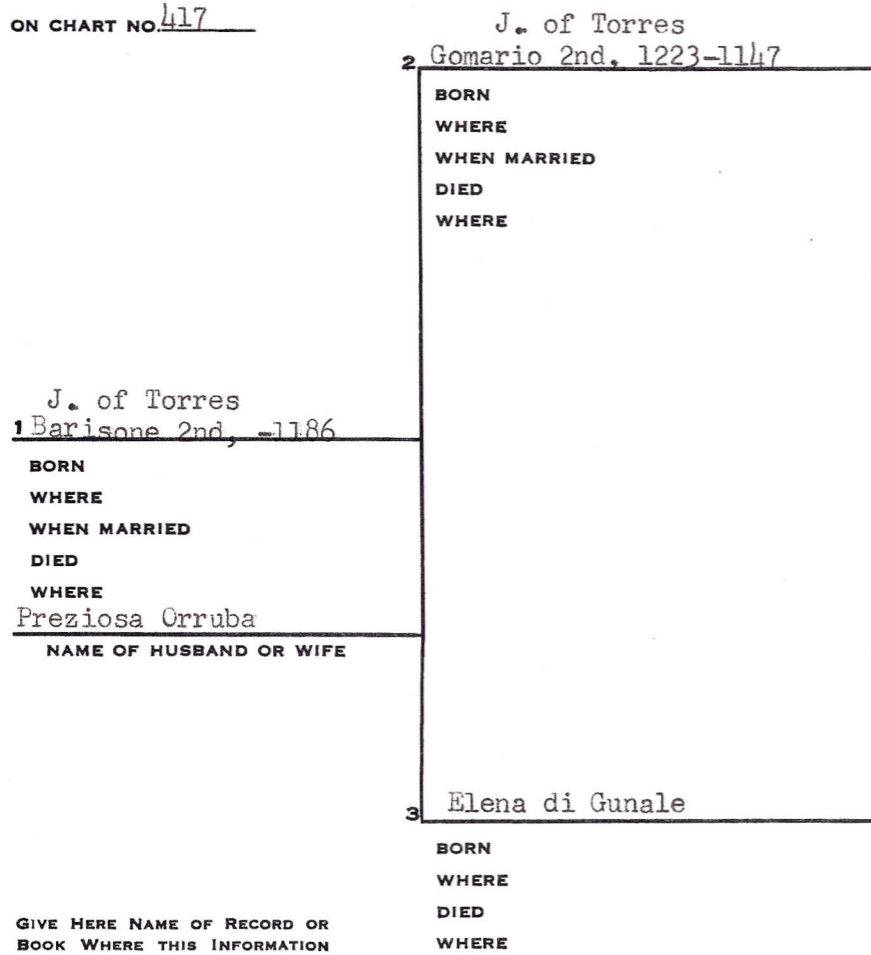 ON CHART NO. 417
J. of Torres
2 Gomario 2nd, 1223-1147
BORN
WHERE
WHEN MARRIED
DIED
WHERE
J. of Torres
1 Barisone 2nd, -1186
BORN
WHERE
WHEN MARRIED
DIED
WHERE
Preziosa Orruba
NAME OF HUSBAND OR WIFE
3 Elena di Gunale
BORN
WHERE
DIED
WHERE
GIVE HERE NAME OF RECORD OR
BOOK WHERE THIS INFORMATION